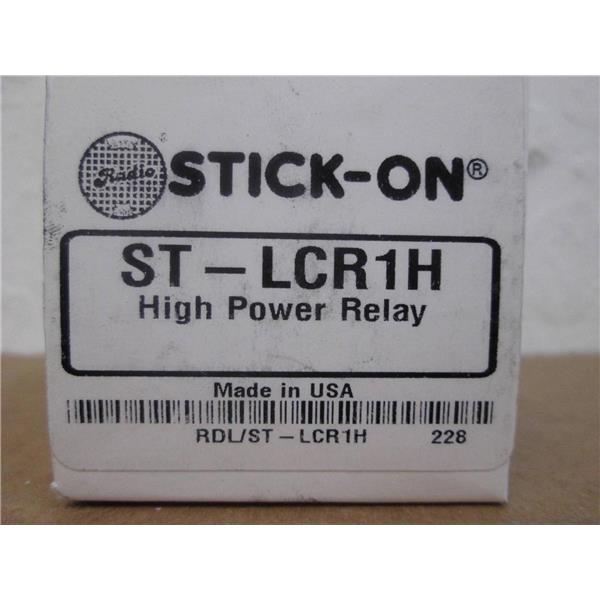 Radio STICK-ON®
ST – LCR1H
High Power Relay
Made in USA
RDL/ST – LCR1H 228